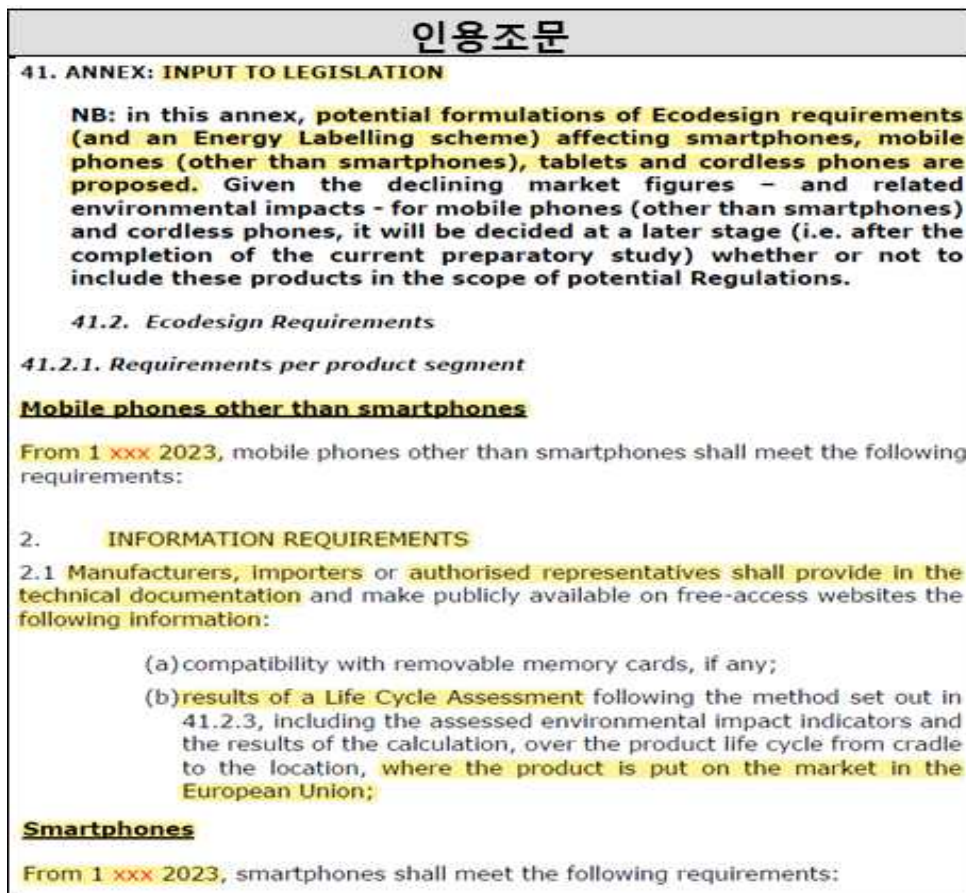 인용조문
41. ANNEX: INPUT TO LEGISLATION
NB: in this annex, potential formulations of Ecodesign requirements
(and an Energy Labelling scheme) affecting smartphones, mobile
phones (other than smartphones), tablets and cordless phones are
proposed. Given the declining market figures – and related
environmental impacts - for mobile phones (other than smartphones)
and cordless phones, it will be decided at a later stage (i.e. after the
completion of the current preparatory study) whether or not to
include these products in the scope of potential Regulations.
41.2. Ecodesign Requirements
41.2.1. Requirements per product segment
Mobile phones other than smartphones
From 1 xxx 2023, mobile phones other than smartphones shall meet the following
requirements:
2. INFORMATION REQUIREMENTS
2.1 Manufacturers, importers or authorised representatives shall provide in the
technical documentation and make publicly available on free-access websites the
following information:
(a) compatibility with removable memory cards, if any;
(b) results of a Life Cycle Assessment following the method set out in
41.2.3, including the assessed environmental impact indicators and
the results of the calculation, over the product life cycle from cradle
to the location, where the product is put on the market in the
European Union;
Smartphones
From 1 xxx 2023, smartphones shall meet the following requirements: